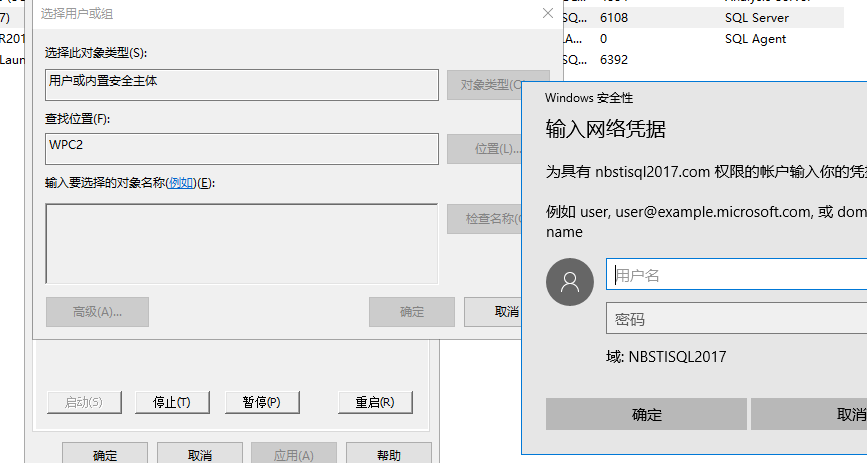 选择用户或组
选择此对象类型(S):
用户或内置安全主体
对象类型(O
查找位置(F):
WPC2
位置(L)...
输入要选择的对象名称(例如)(E):
检查名称(C
高级(A)...
确定
取消
启动(S)
停止(T)
暂停(P)
重启(R)
确定
取消
应用(A)
帮助
7)
R201
Laun
SQ...
6108
SQL Server
LA...
0
SQL Agent
SQ...
6392
Windows 安全性
输入网络凭据
为具有 nbstisql2017.com 权限的帐户输入你的凭
例如 user, user@example.microsoft.com, 或 dom
name
用户名
密码
域: NBSTISQL2017
确定
取消